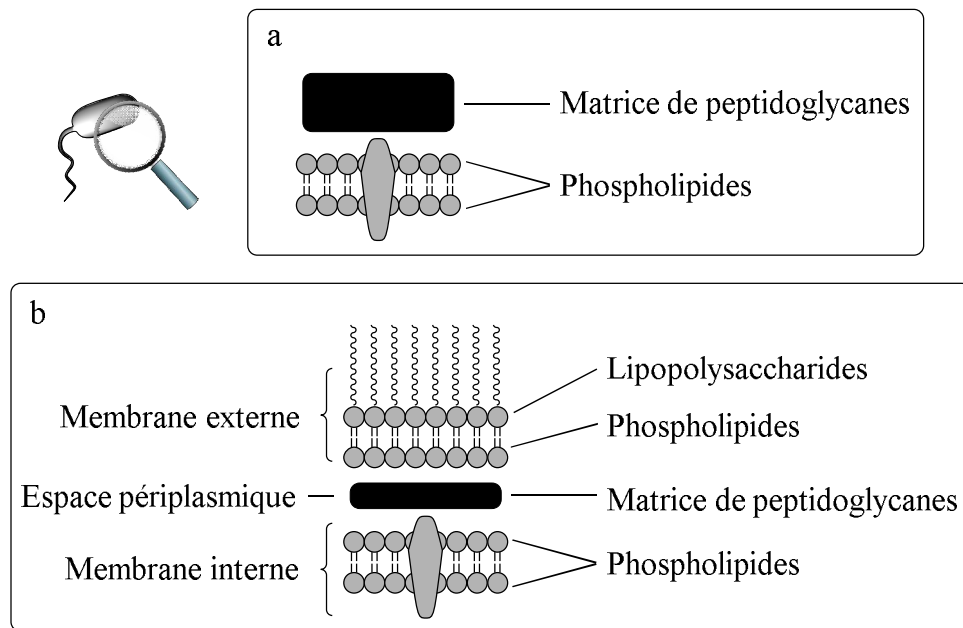 a
Matrice de peptidoglycanes
Phospholipides
b
Lipopolysaccharides
Membrane externe
Phospholipides
Espace périplasmique
Matrice de peptidoglycanes
Membrane interne
Phospholipides